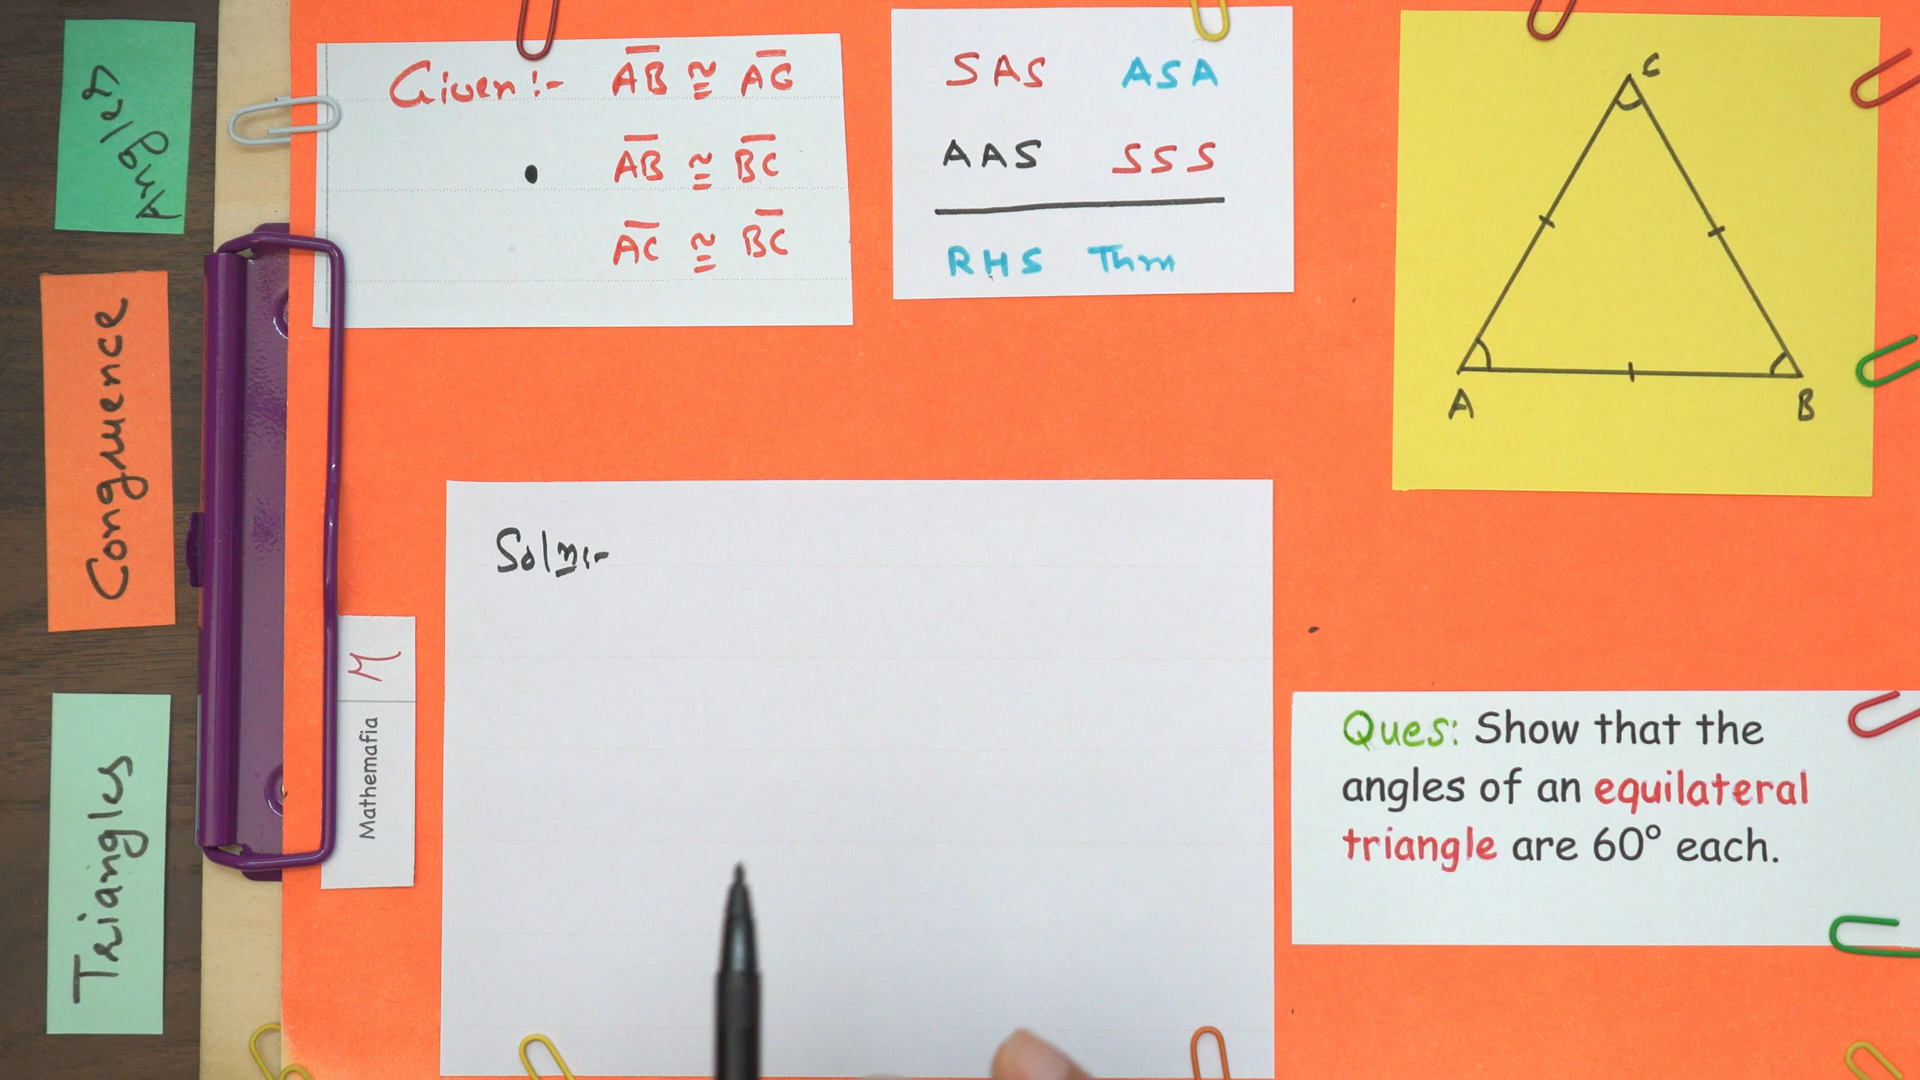 Angles
Congruence
Triangles
Given:- AB ≅ AC
• AB ≅ BC
AC ≅ BC
SAS ASA
AAS SSS
RHS Thm
C
A B
Soln:-
M
Mathemafia
Ques: Show that the
angles of an equilateral
triangle are 60° each.